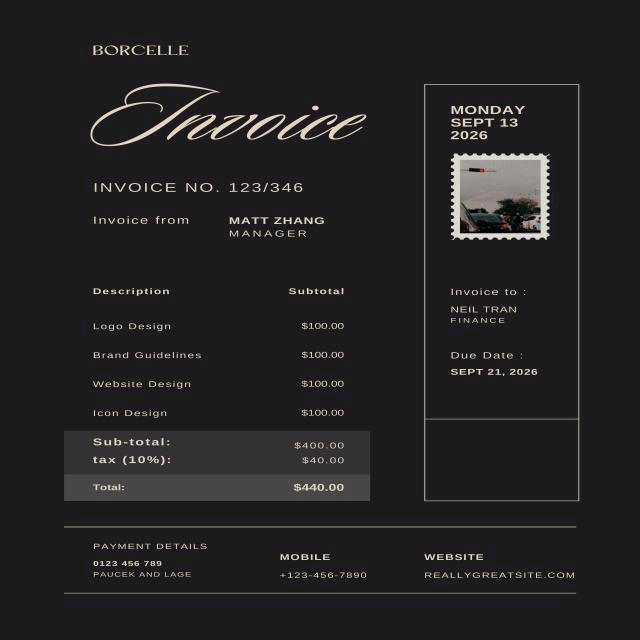 BORCELLE
Invoice
INVOICE NO. 123/346
Invoice from MATT ZHANG
MANAGER
MONDAY
SEPT 13
2026
Invoice to :
NEIL TRAN
FINANCE
Due Date :
SEPT 21, 2026
Description Subtotal
Logo Design $100.00
Brand Guidelines $100.00
Website Design $100.00
Icon Design $100.00
Sub-total: $400.00
tax (10%): $40.00
Total: $440.00
PAYMENT DETAILS
0123 456 789
PAUCEK AND LAGE
MOBILE
+123-456-7890
WEBSITE
REALLYGREATSITE.COM